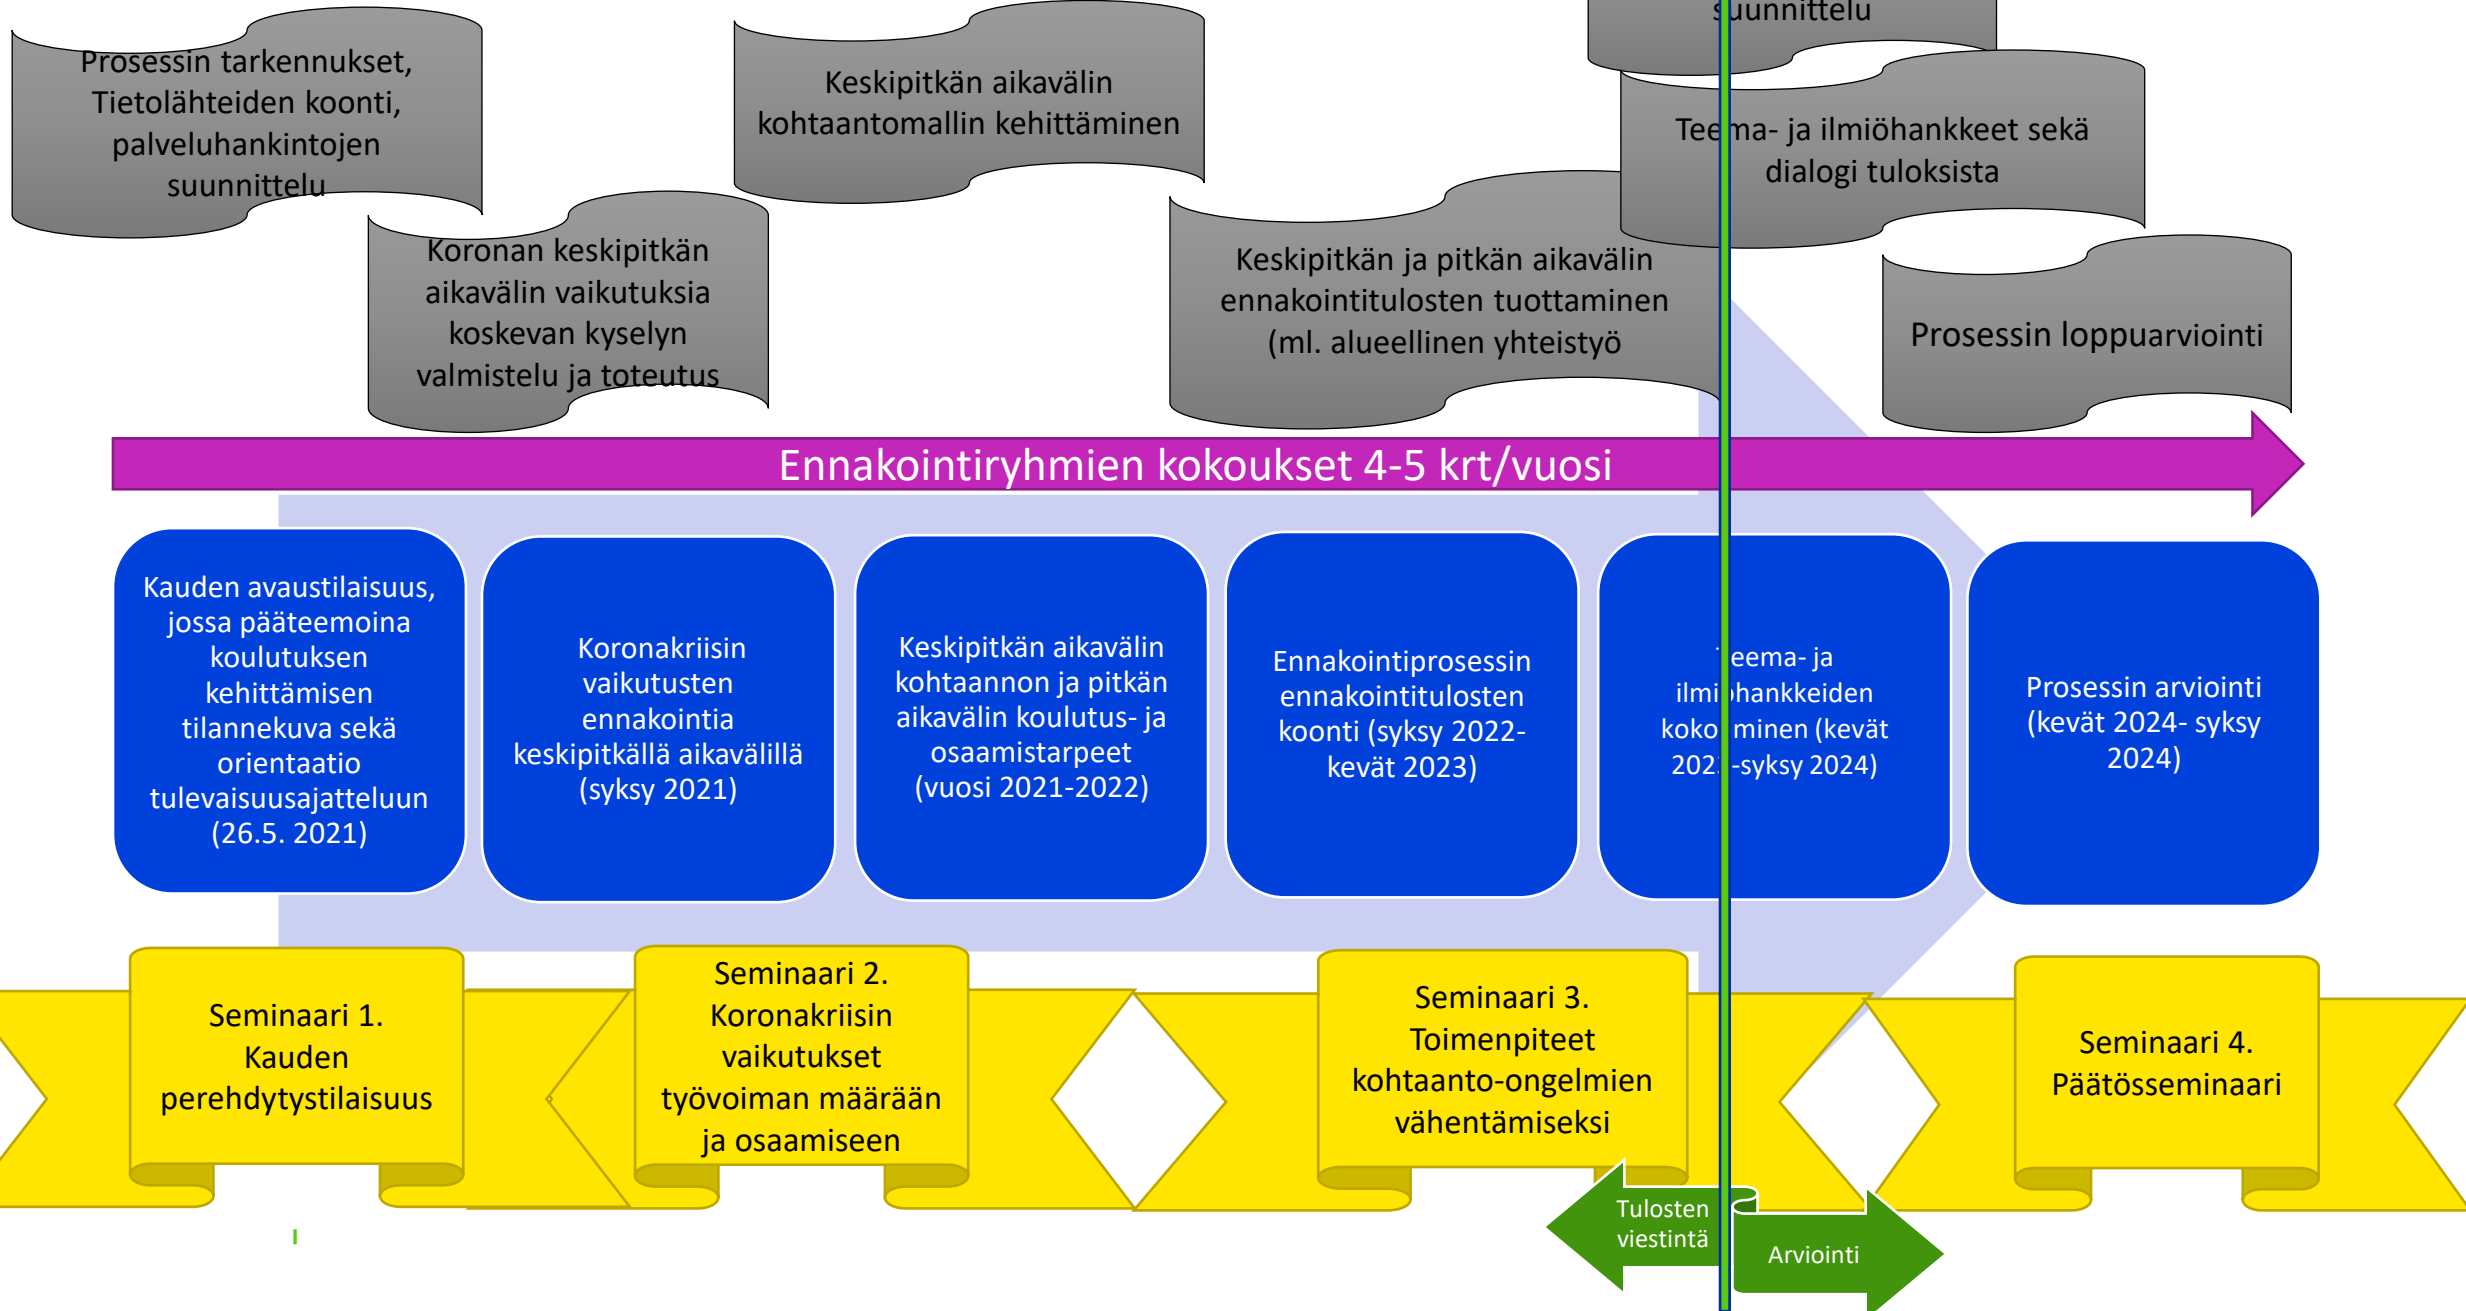 suunnittelu
Prosessin tarkennukset,
Tietolähteiden koonti,
palveluhankintojen
suunnittelu
Keskipitkän aikavälin
kohtaantomallin kehittäminen
Teema- ja ilmiöhankkeet sekä
dialogi tuloksista
Koronan keskipitkän
aikavälin vaikutuksia
koskevan kyselyn
valmistelu ja toteutus
Keskipitkän ja pitkän aikavälin
ennakointitulosten tuottaminen
(ml. alueellinen yhteistyö
Prosessin loppuarviointi
Ennakointiryhmien kokoukset 4-5 krt/vuosi
Kauden avaustilaisuus,
jossa pääteemoina
koulutuksen
kehittämisen
tilannekuva sekä
orientaatio
tulevaisuusajatteluun
(26.5. 2021)
Koronakriisin
vaikutusten
ennakointia
keskipitkällä aikavälillä
(syksy 2021)
Keskipitkän aikavälin
kohtaannon ja pitkän
aikavälin koulutus- ja
osaamistarpeet
(vuosi 2021-2022)
Ennakointiprosessin
ennakointitulosten
koonti (syksy 2022-
kevät 2023)
Teema- ja
ilmiöhankkeiden
kokoaminen (kevät
2023-syksy 2024)
Prosessin arviointi
(kevät 2024- syksy
2024)
Seminaari 1.
Kauden
perehdytystilaisuus
Seminaari 2.
Koronakriisin
vaikutukset
työvoiman määrään
ja osaamiseen
Seminaari 3.
Toimenpiteet
kohtaanto-ongelmien
vähentämiseksi
Seminaari 4.
Päätösseminaari
Tulosten
viestintä
Arviointi